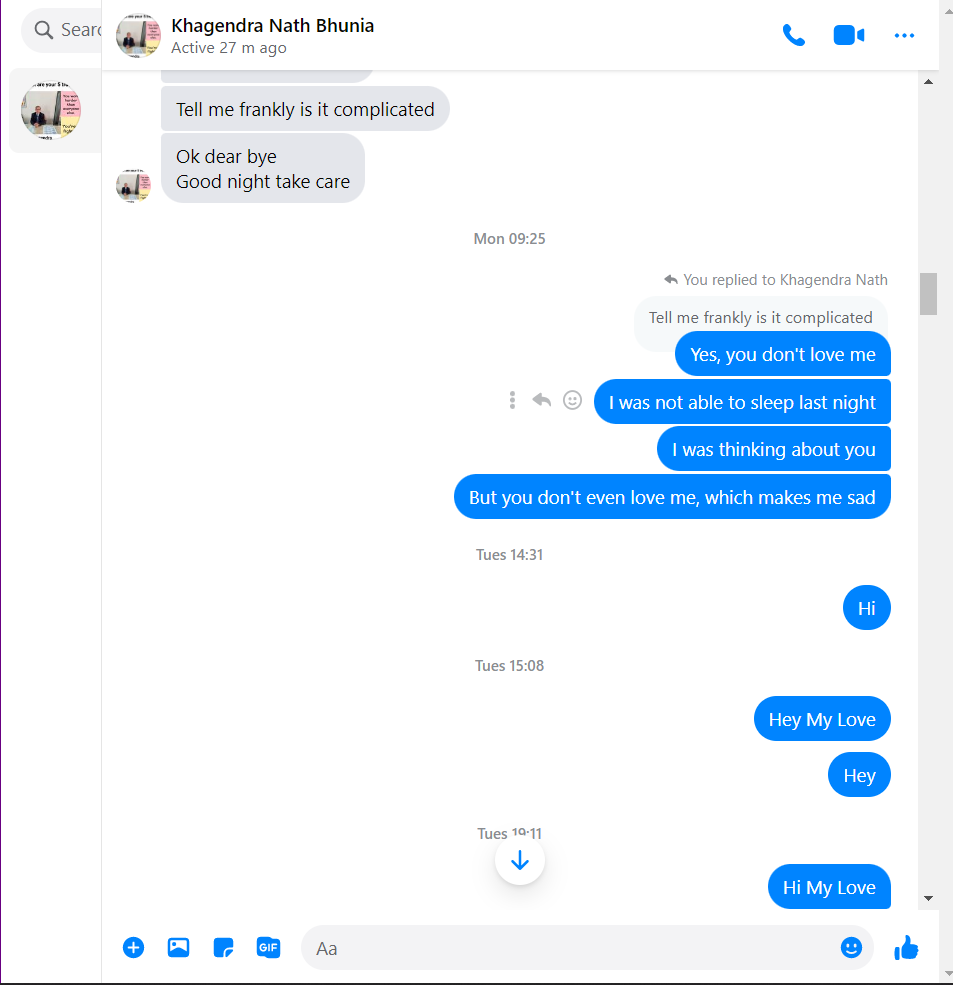 Searc
Khagendra Nath Bhunia
Active 27 m ago
Tell me frankly is it complicated
Ok dear bye
Good night take care
Mon 09:25
You replied to Khagendra Nath
Tell me frankly is it complicated
Yes, you don't love me
I was not able to sleep last night
I was thinking about you
But you don't even love me, which makes me sad
Tues 14:31
Hi
Tues 15:08
Hey My Love
Hey
Tues 19:11
Hi My Love
GIF
Aa